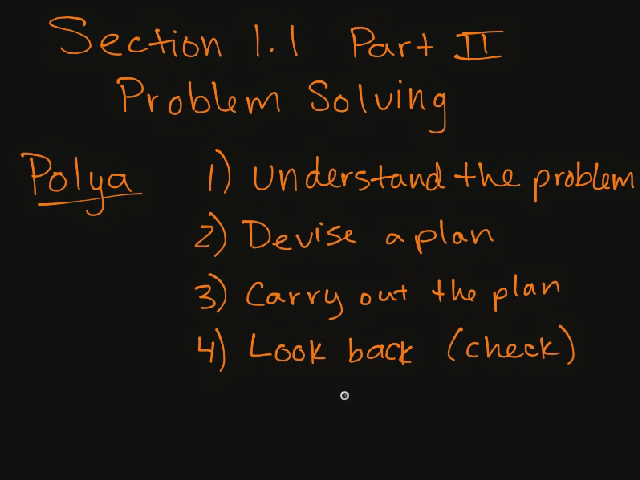 Section 1.1 Part II
Problem Solving
Polya 1) Understand the problem
2) Devise a plan
3) Carry out the plan
4) Look back (check)